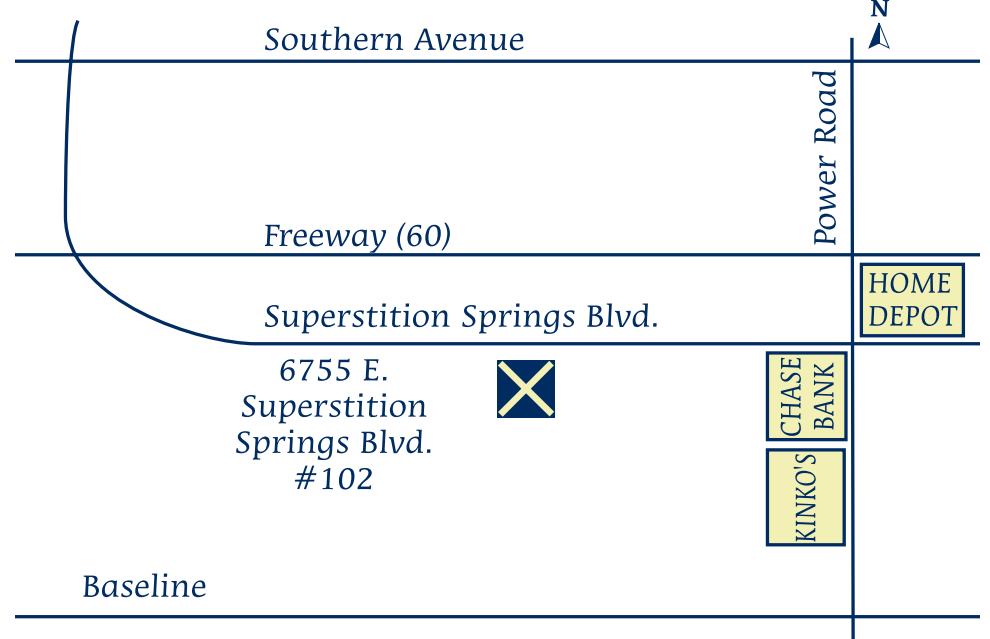 N
Southern Avenue
Power Road
Freeway (60)
HOME
DEPOT
Superstition Springs Blvd.
6755 E.
Superstition
Springs Blvd.
#102
CHASE
BANK
KINKO'S
Baseline